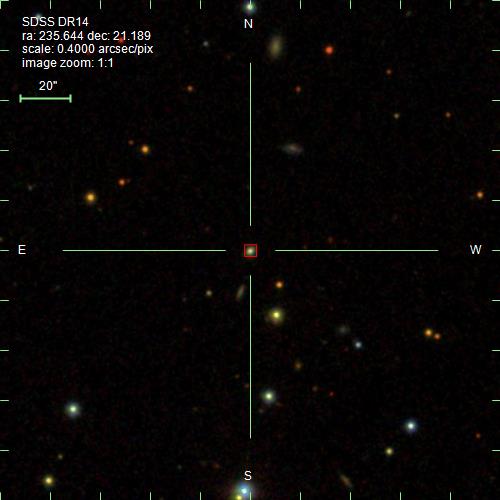 SDSS DR14
ra: 235.644 dec: 21.189
scale: 0.4000 arcsec/pix
image zoom: 1:1
20"
N
E
W
S